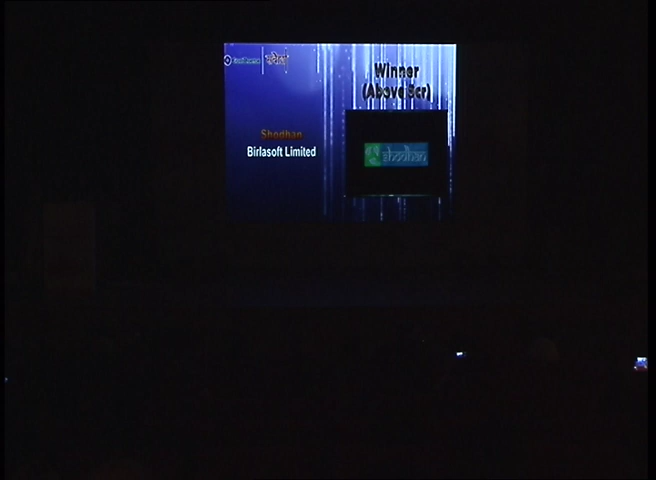 Winner
(Above 5cr)
Shodhan
Birlasoft Limited
shodhan